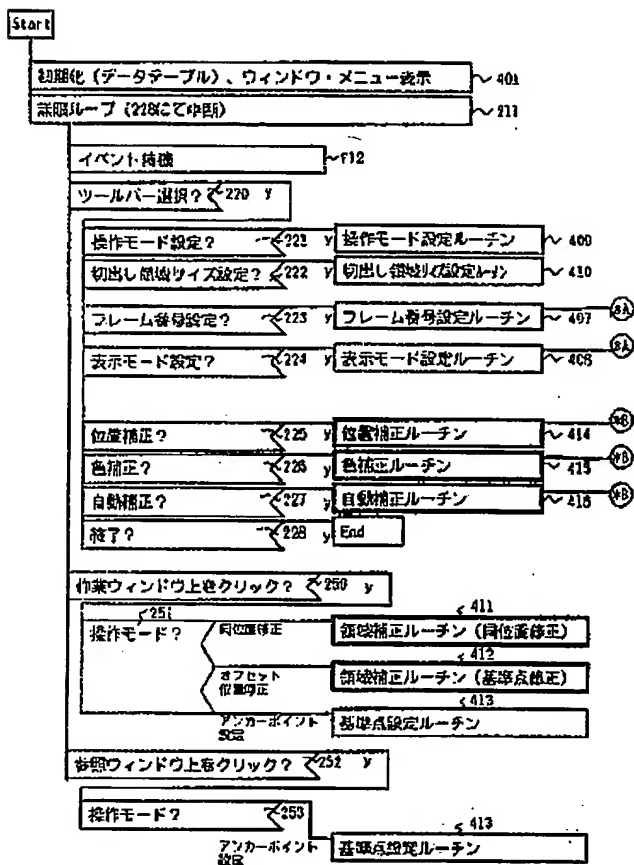 Start
初期化（データテーブル）、ウィンドウ・メニュー表示 401
無限ループ（228にて中断） 211
イベント待機 F12
ツールバー選択？ 220 y
操作モード設定？ 221 y 操作モード設定ルーチン 409
切出し領域サイズ設定？ 222 y 切出し領域サイズ設定ルーチン 410
フレーム番号設定？ 223 y フレーム番号設定ルーチン 407
表示モード設定？ 224 y 表示モード設定ルーチン
位置補正？ 225 y 位置補正ルーチン 414
色補正？ 226 y 色補正ルーチン 415
自動補正？ 227 y 自動補正ルーチン 416
終了？ 228 y End
作業ウィンドウ上をクリック？ 250 y
操作モード？ 251
同位置修正 領域補正ルーチン（同位置修正） 411
オフセット
位置修正 領域補正ルーチン（基準点修正） 412
アンカーポイント
設定 基準点設定ルーチン 413
参照ウィンドウ上をクリック？ 252 y
操作モード？ 253
アンカーポイント
設定 基準点設定ルーチン 413